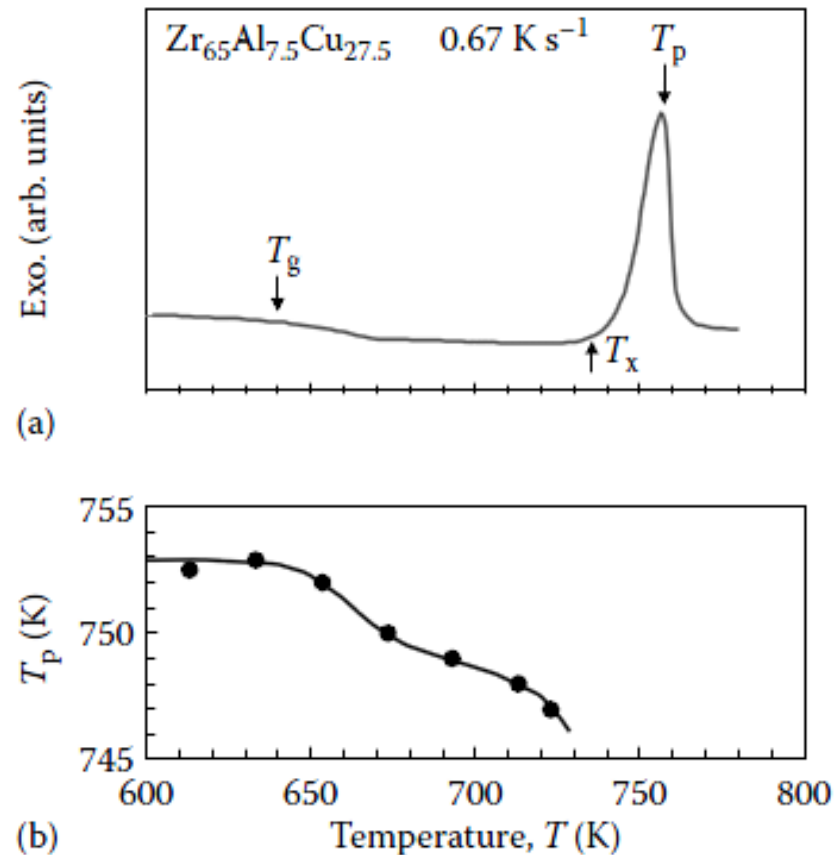 Zr₆₅Al₇.₅Cu₂₇.₅ 0.67 K s⁻¹
Tₚ
T_g
Tₓ
Exo. (arb. units)
(a)
755
750
745
Tₚ (K)
600 650 700 750 800
(b) Temperature, T (K)